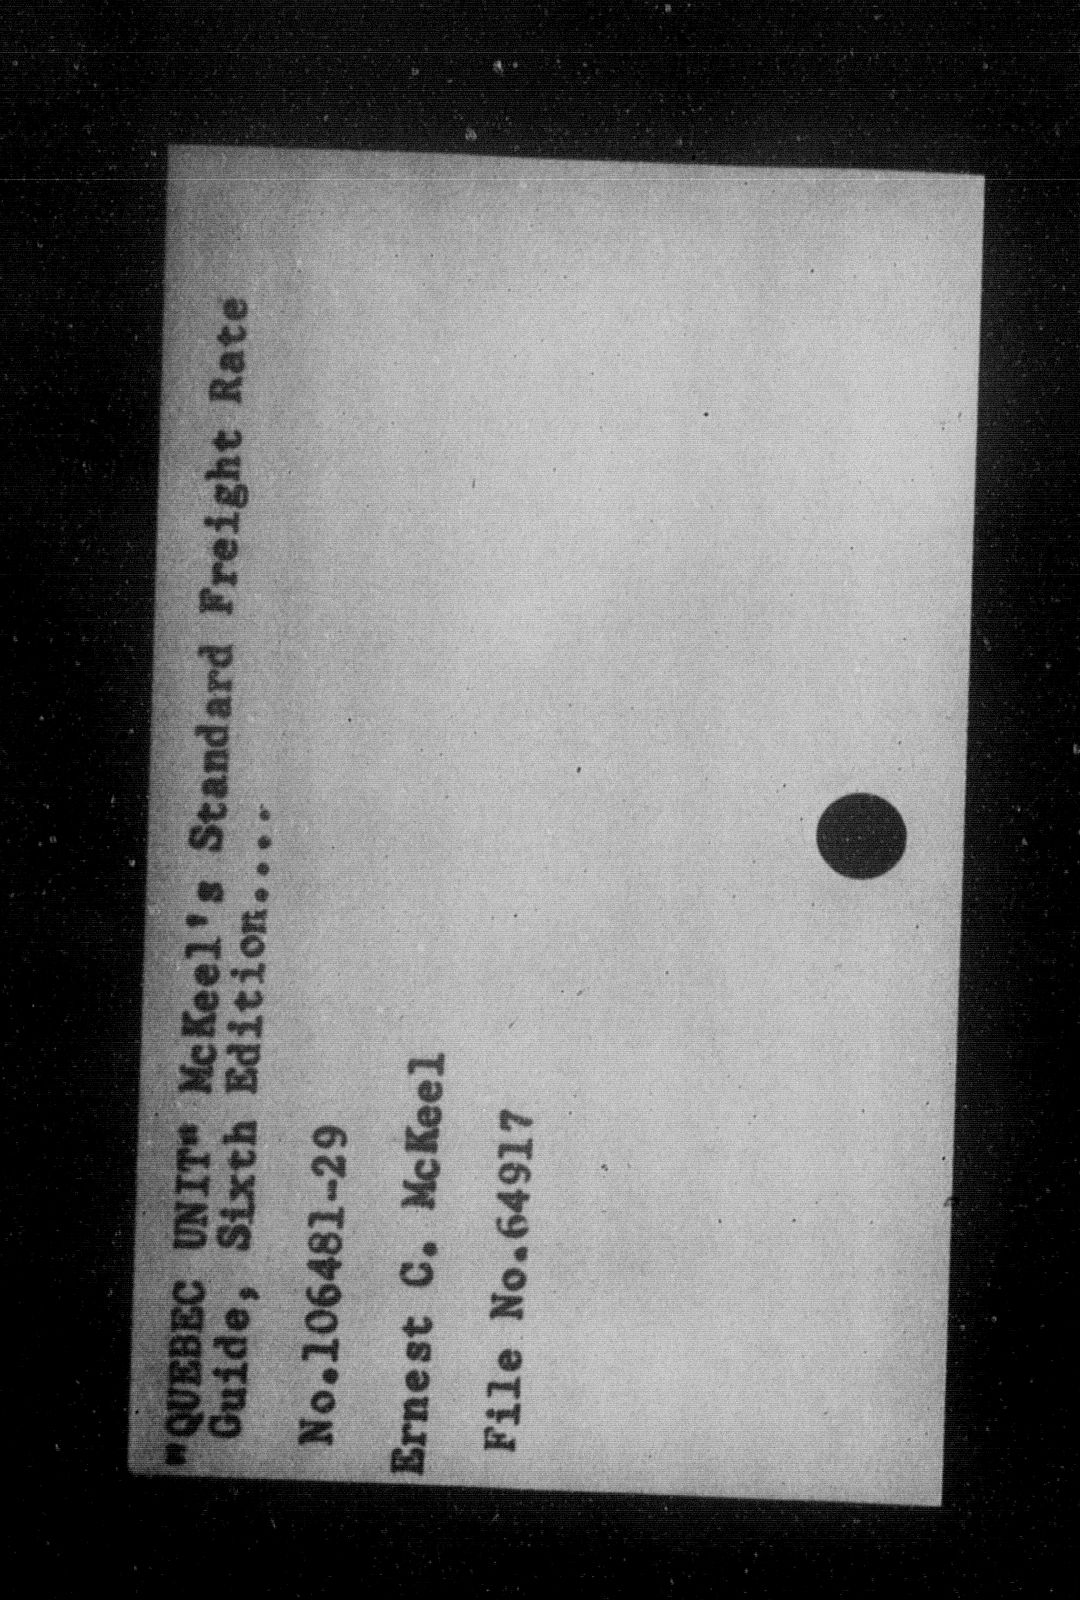 "QUEBEC UNIT" McKeel's Standard Freight Rate
Guide, Sixth Edition....
No.106481-29
Ernest C. McKeel
File No.64917